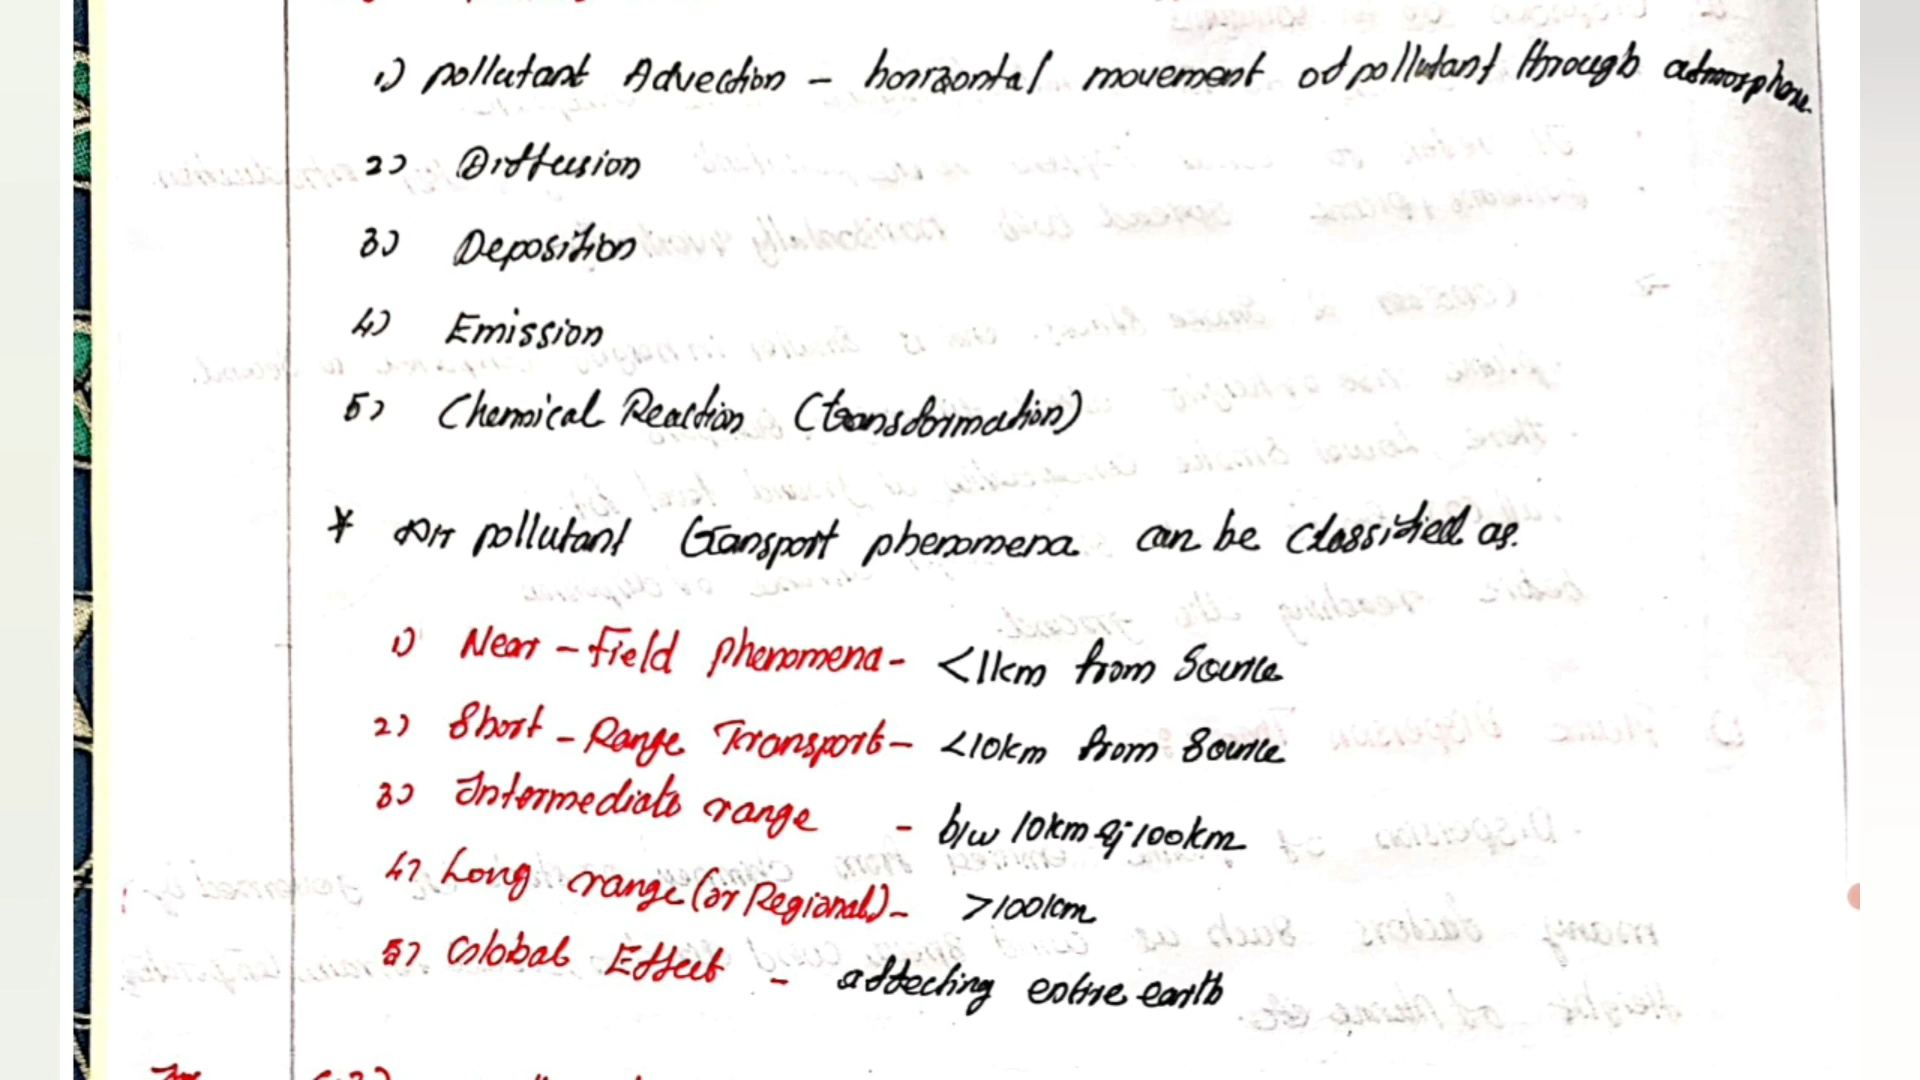 1) pollutant Advection - horizontal movement of pollutant through atmosphere.
2) Diffusion
3) Deposition
4) Emission
5) Chemical Reaction (transformation)
* Air pollutant transport phenomena can be classified as.
1) Near - Field phenomena - <1km from Source
2) Short - Range Transport - <10km from Source
3) Intermediate range - b/w 10km & 100km
4) Long range (or Regional) - >100km
5) Global Effect - affecting entire earth